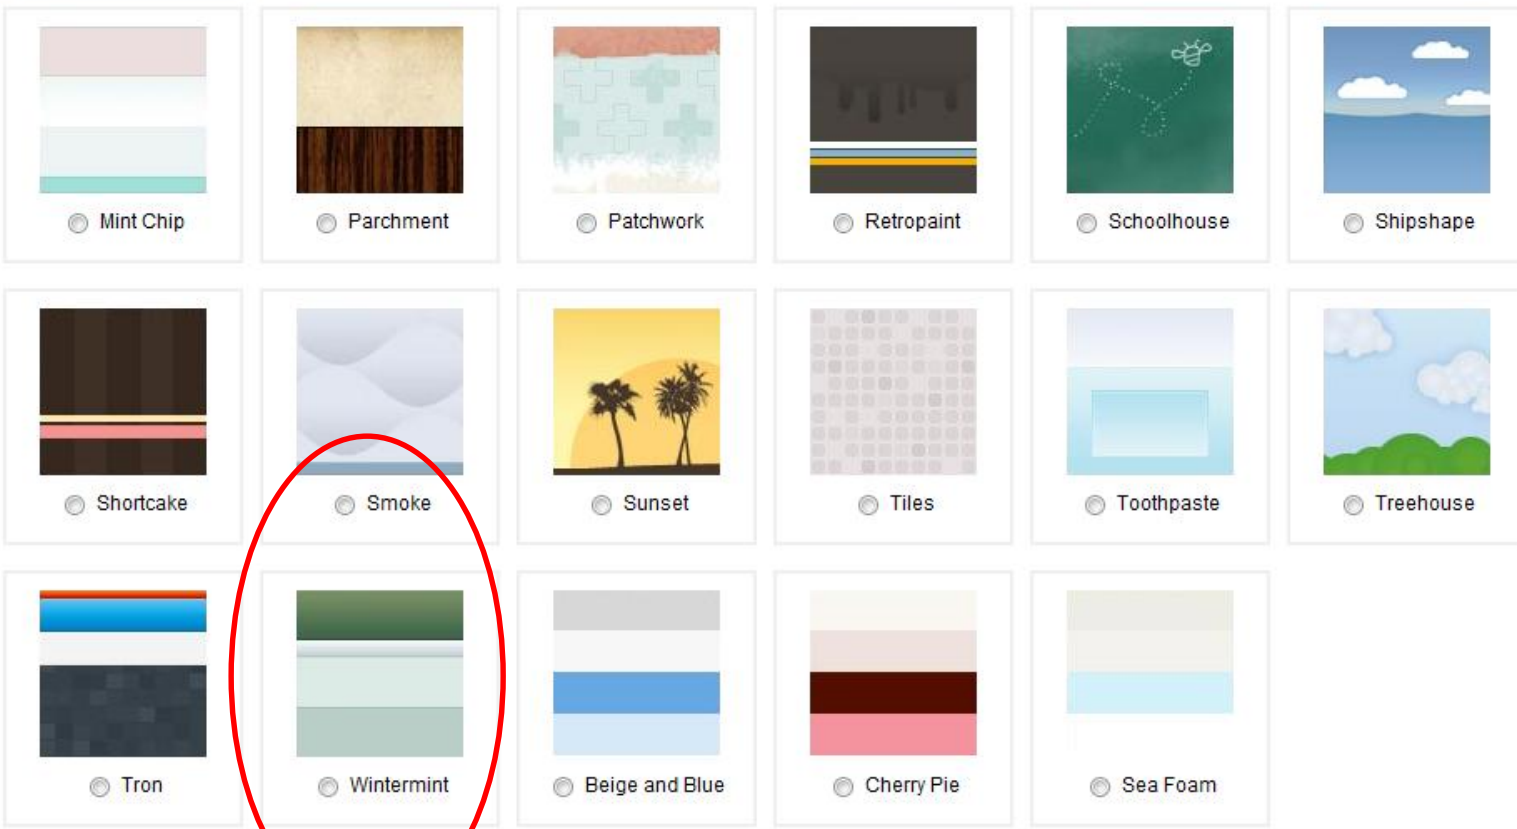 Mint Chip
Parchment
Patchwork
Retropaint
Schoolhouse
Shipshape
Shortcake
Smoke
Sunset
Tiles
Toothpaste
Treehouse
Tron
Wintermint
Beige and Blue
Cherry Pie
Sea Foam